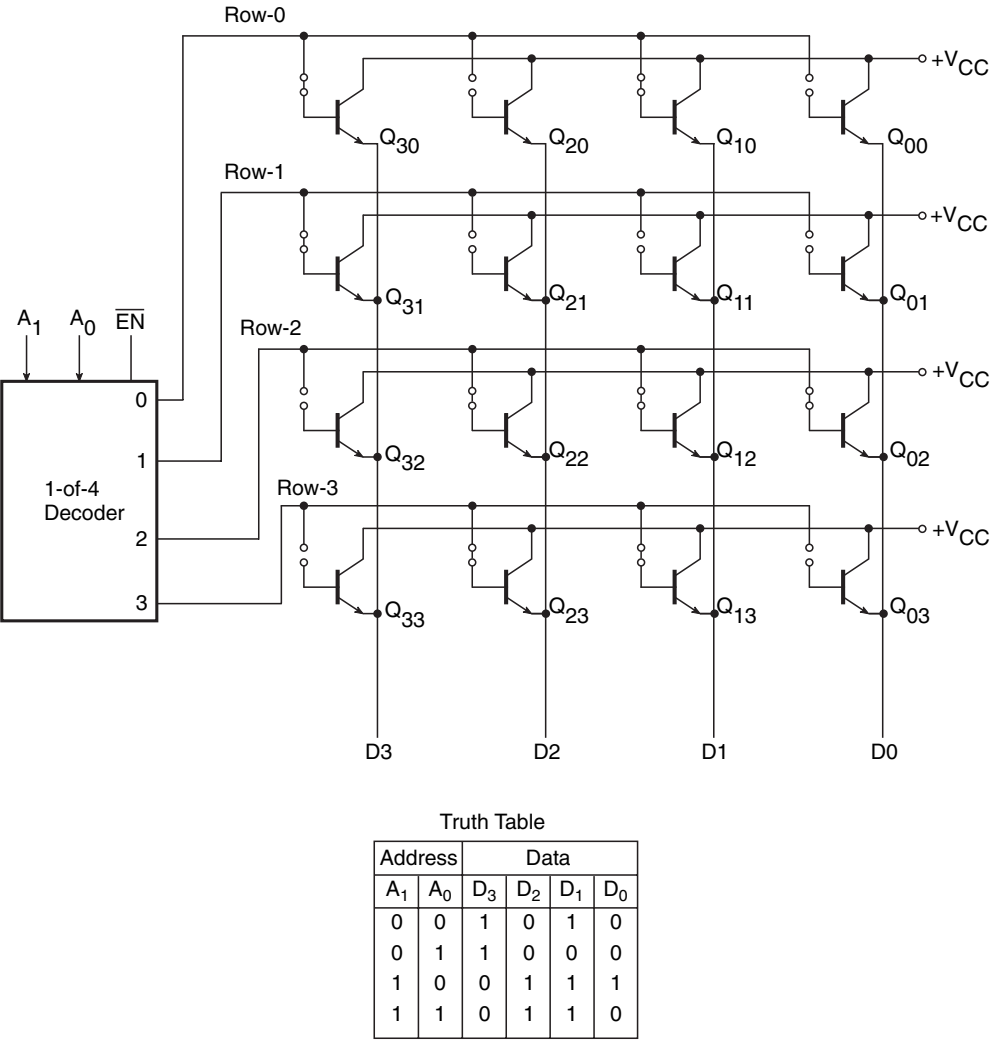 Row-0
+VCC
Q30 Q20 Q10 Q00
Row-1
+VCC
Q31 Q21 Q11 Q01
A1 A0 EN
Row-2
+VCC
0
Q32 Q22 Q12 Q02
1
1-of-4
Decoder
Row-3
+VCC
2
3
Q33 Q23 Q13 Q03
D3 D2 D1 D0
Truth Table
Address Data
A1 A0 D3 D2 D1 D0
0 0 1 0 1 0
0 1 1 0 0 0
1 0 0 1 1 1
1 1 0 1 1 0